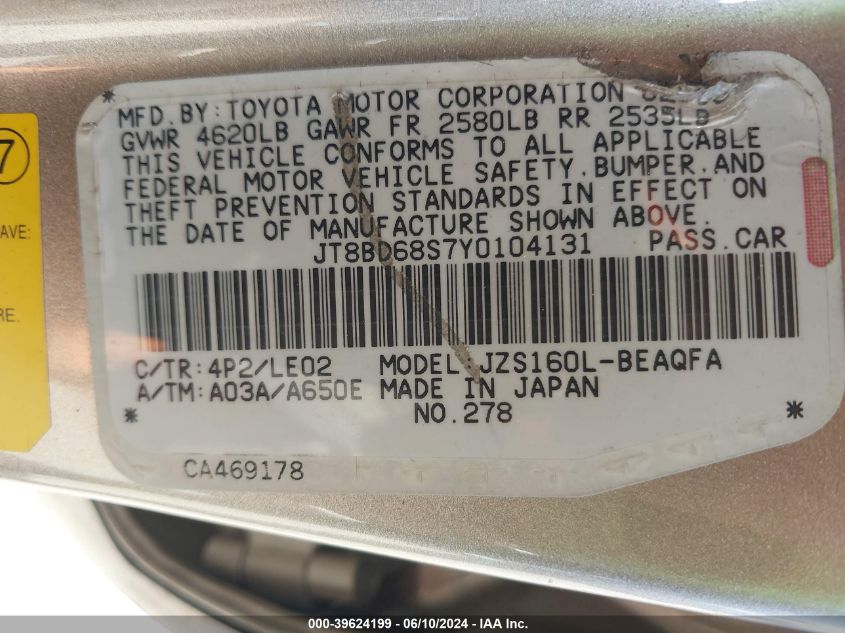 MFD.BY:TOYOTA MOTOR CORPORATION
GVWR 4620LB GAWR FR 2580LB RR 2535LB
THIS VEHICLE CONFORMS TO ALL APPLICABLE
FEDERAL MOTOR VEHICLE SAFETY,BUMPER,AND
THEFT PREVENTION STANDARDS IN EFFECT ON
THE DATE OF MANUFACTURE SHOWN ABOVE.
JT8BD68S7Y0104131 PASS.CAR
C/TR:4P2/LE02 MODEL:JZS160L-BEAQFA
A/TM:A03A/A650E MADE IN JAPAN
NO.278
CA469178
7
AVE:
RE.
000-39624199 - 06/10/2024 - IAA Inc.